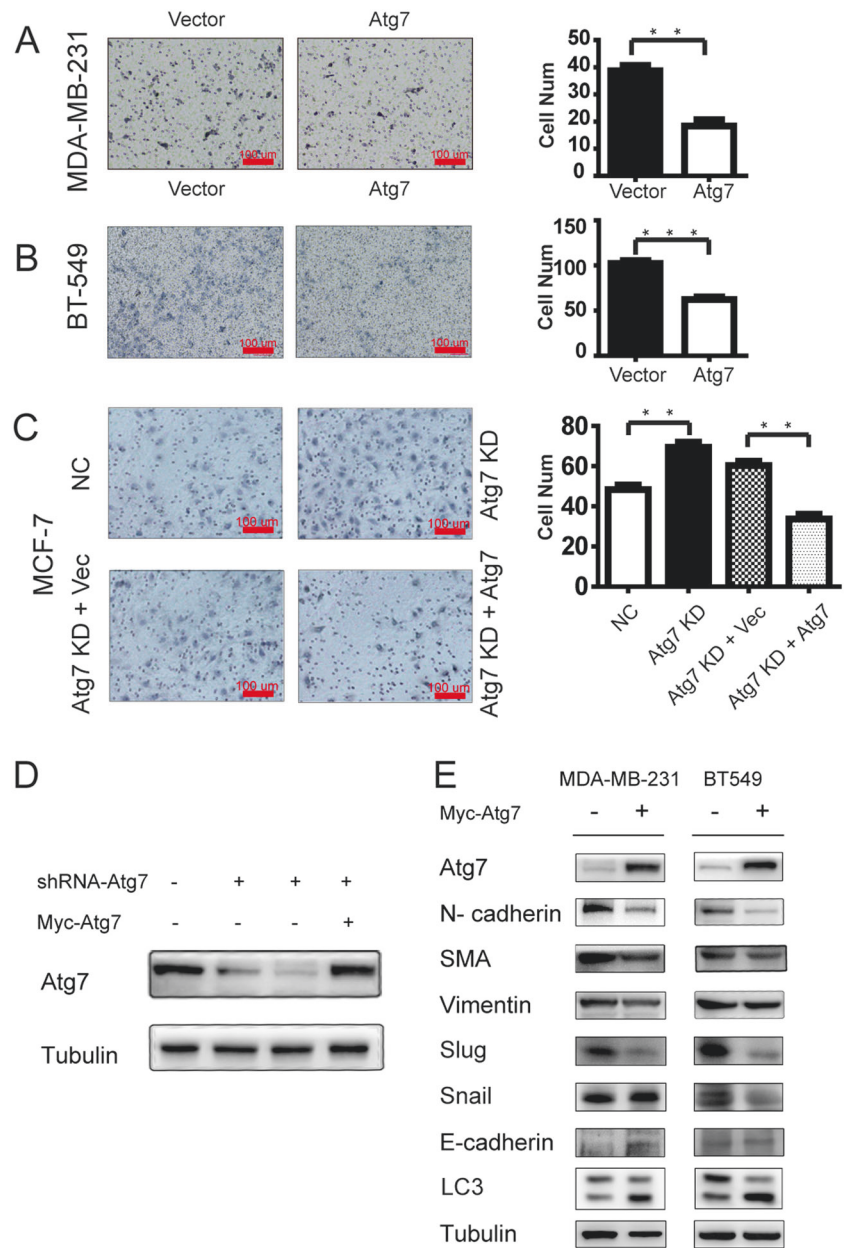 A
MDA-MB-231
Vector
Atg7
100 um
100 um
Cell Num
50
40
30
20
10
0
* *
Vector
Atg7
B
BT-549
Vector
Atg7
100 um
100 um
Cell Num
150
100
50
0
* * *
Vector
Atg7
C
MCF-7
NC
100 um
100 um
Atg7 KD
Atg7 KD + Vec
100 um
100 um
Atg7 KD + Atg7
Cell Num
80
60
40
20
0
* *
* *
NC
Atg7 KD
Atg7 KD + Vec
Atg7 KD + Atg7
D
shRNA-Atg7 - + + +
Myc-Atg7 - - - +
Atg7
Tubulin
E
MDA-MB-231 BT549
Myc-Atg7 - + - +
Atg7
N- cadherin
SMA
Vimentin
Slug
Snail
E-cadherin
LC3
Tubulin